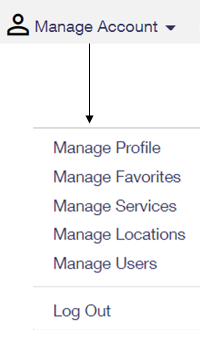 Manage Account
Manage Profile
Manage Favorites
Manage Services
Manage Locations
Manage Users
Log Out